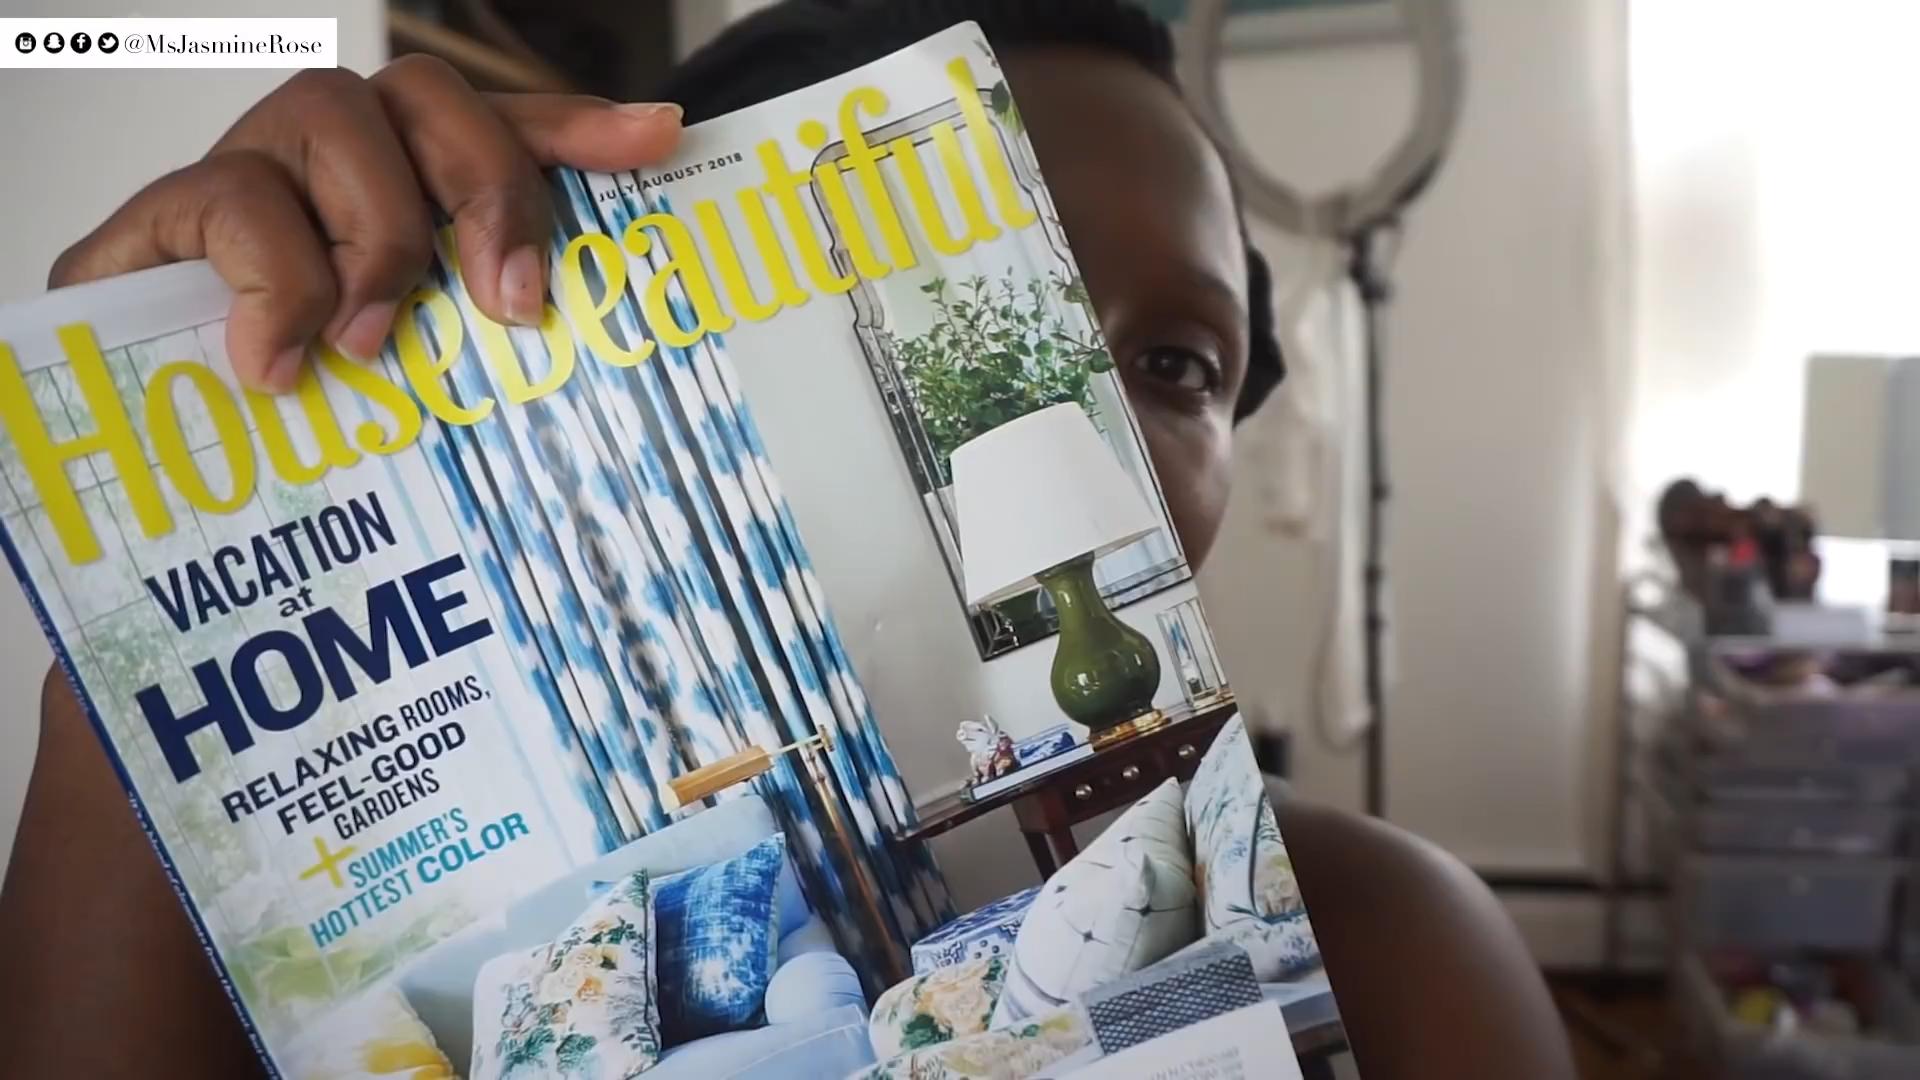 @MsJasmineRose
JULY/AUGUST 2018
HouseBeautiful
VACATION
at
HOME
RELAXING ROOMS,
FEEL-GOOD
GARDENS
+SUMMER'S
HOTTEST COLOR